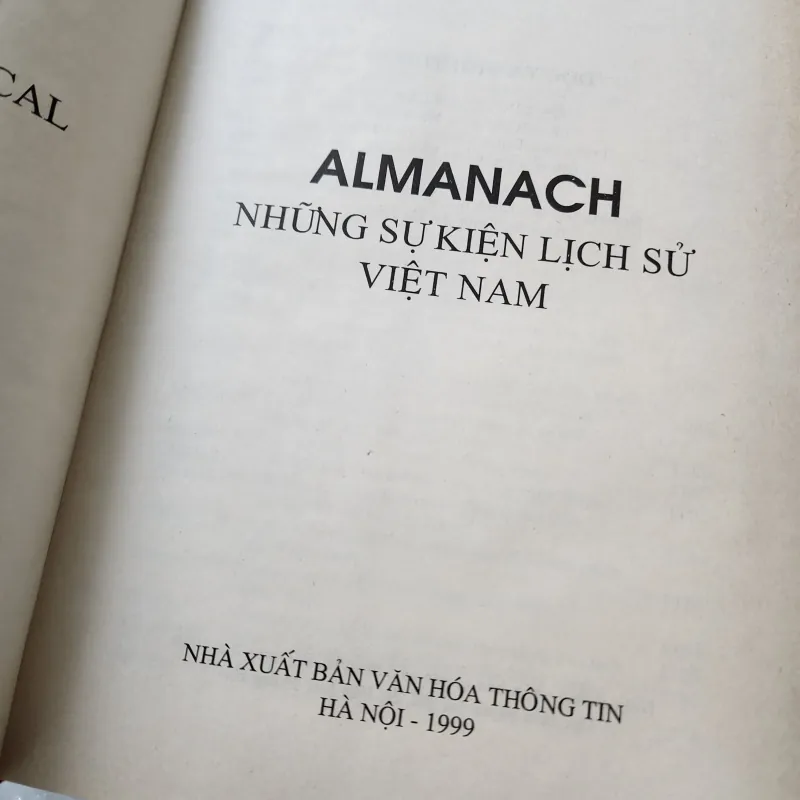 CAL
ALMANACH
NHỮNG SỰ KIỆN LỊCH SỬ
VIỆT NAM
NHÀ XUẤT BẢN VĂN HÓA THÔNG TIN
HÀ NỘI - 1999